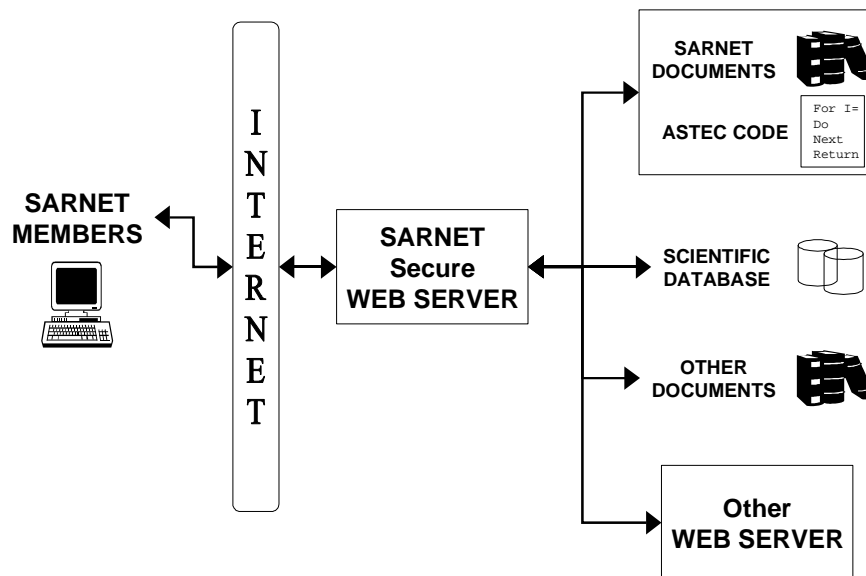 SARNET
MEMBERS
INTERNET
SARNET
Secure
WEB SERVER
SARNET
DOCUMENTS
ASTEC CODE
For I=
Do
Next
Return
SCIENTIFIC
DATABASE
OTHER
DOCUMENTS
Other
WEB SERVER